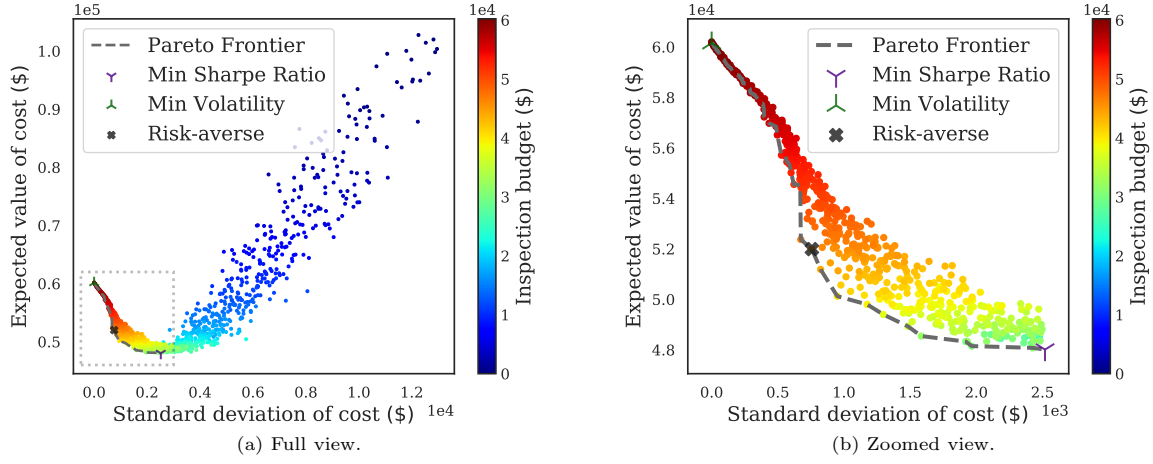 1e5
Expected value of cost ($)
1.0
0.9
0.8
0.7
0.6
0.5
Pareto Frontier
Min Sharpe Ratio
Min Volatility
Risk-averse
0.0 0.2 0.4 0.6 0.8 1.0 1.2
1e4
Standard deviation of cost ($)
1e4
6
5
4
3
2
1
0
Inspection budget ($)
(a) Full view.
1e4
Expected value of cost ($)
6.0
5.8
5.6
5.4
5.2
5.0
4.8
Pareto Frontier
Min Sharpe Ratio
Min Volatility
Risk-averse
0.0 0.5 1.0 1.5 2.0 2.5
1e3
Standard deviation of cost ($)
1e4
6
5
4
3
2
1
0
Inspection budget ($)
(b) Zoomed view.